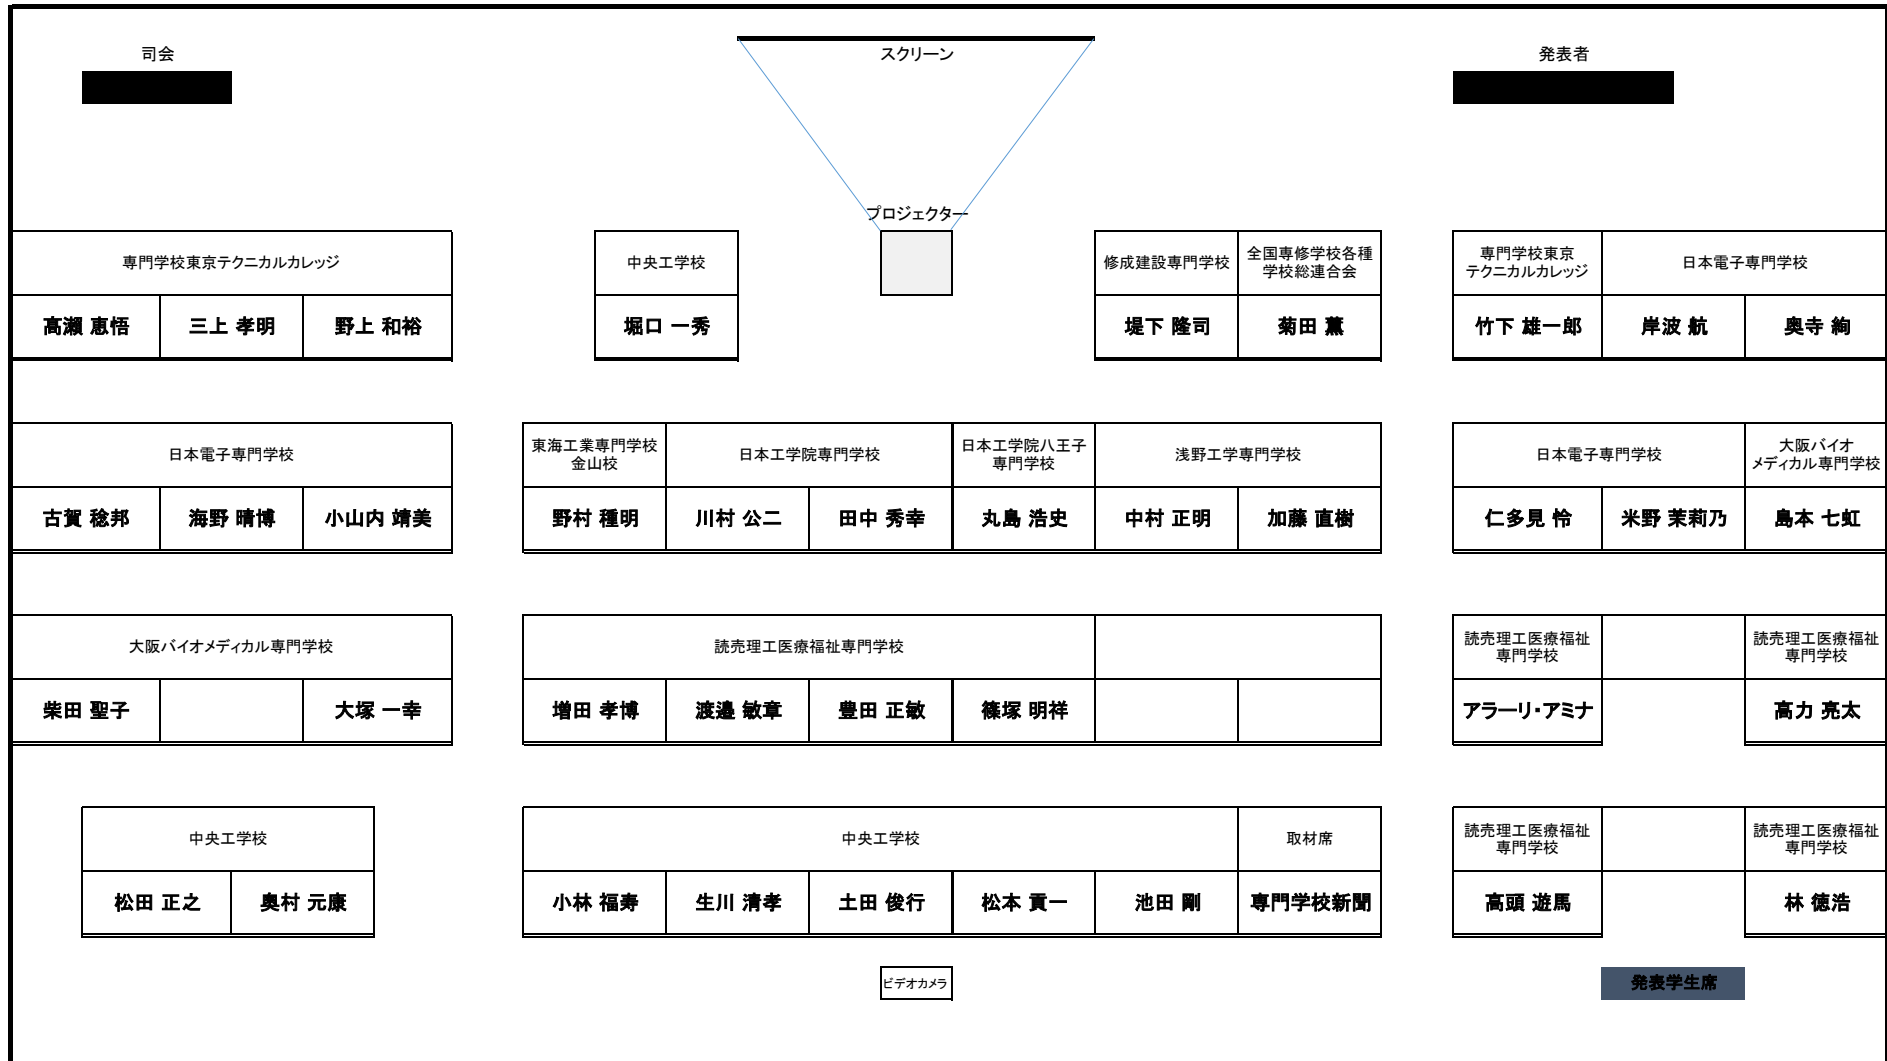 司会
スクリーン
発表者
プロジェクター
専門学校東京テクニカルカレッジ
中央工学校
修成建設専門学校
全国専修学校各種
学校総連合会
専門学校東京
テクニカルカレッジ
日本電子専門学校
髙瀨 恵悟
三上 孝明
野上 和裕
堀口 一秀
堤下 隆司
菊田 薫
竹下 雄一郎
岸波 航
奥寺 絢
日本電子専門学校
東海工業専門学校
金山校
日本工学院専門学校
日本工学院八王子
専門学校
浅野工学専門学校
日本電子専門学校
大阪バイオ
メディカル専門学校
古賀 稔邦
海野 晴博
小山内 靖美
野村 種明
川村 公二
田中 秀幸
丸島 浩史
中村 正明
加藤 直樹
仁多見 怜
米野 茉莉乃
島本 七虹
大阪バイオメディカル専門学校
読売理工医療福祉専門学校
読売理工医療福祉
専門学校
読売理工医療福祉
専門学校
柴田 聖子
大塚 一幸
増田 孝博
渡邉 敏章
豊田 正敏
篠塚 明祥
アラーリ・アミナ
高力 亮太
中央工学校
中央工学校
取材席
読売理工医療福祉
専門学校
読売理工医療福祉
専門学校
松田 正之
奥村 元康
小林 福寿
生川 清孝
土田 俊行
松本 貢一
池田 剛
専門学校新聞
高頭 遊馬
林 徳浩
ビデオカメラ
発表学生席